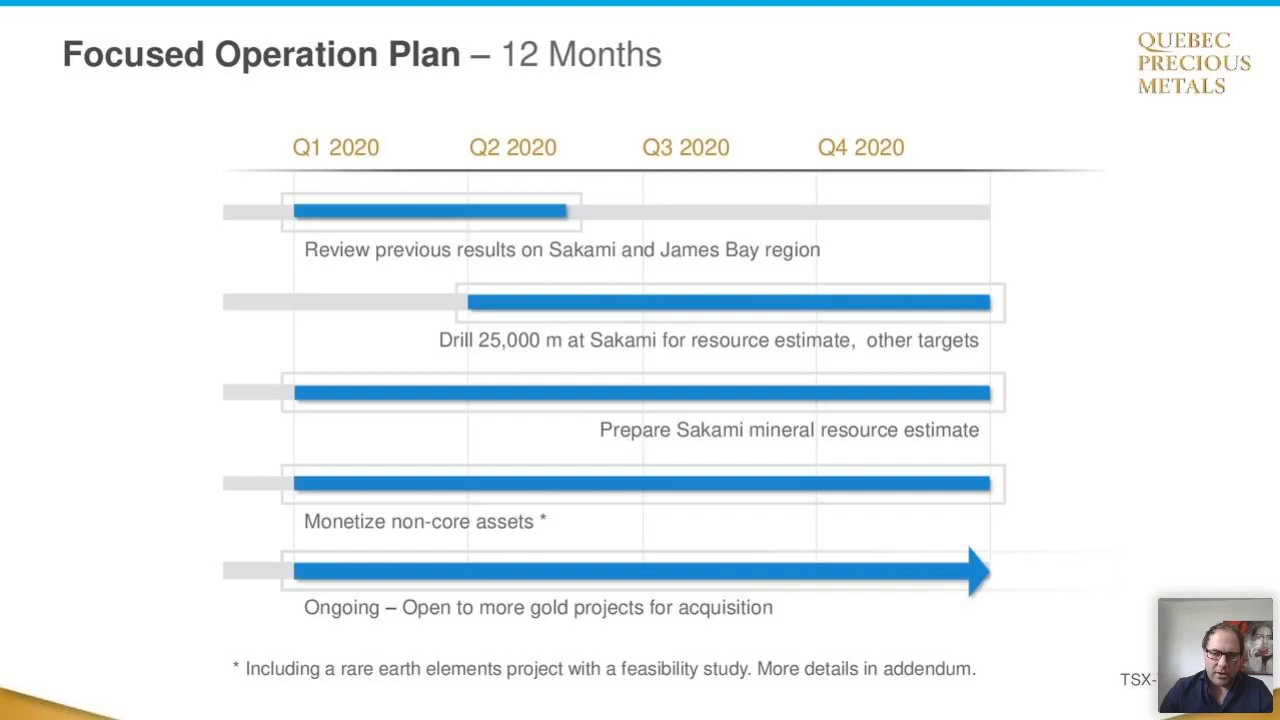 Focused Operation Plan – 12 Months
QUEBEC
PRECIOUS
METALS
Q1 2020 Q2 2020 Q3 2020 Q4 2020
Review previous results on Sakami and James Bay region
Drill 25,000 m at Sakami for resource estimate,  other targets
Prepare Sakami mineral resource estimate
Monetize non-core assets *
Ongoing – Open to more gold projects for acquisition
* Including a rare earth elements project with a feasibility study. More details in addendum.
TSX-